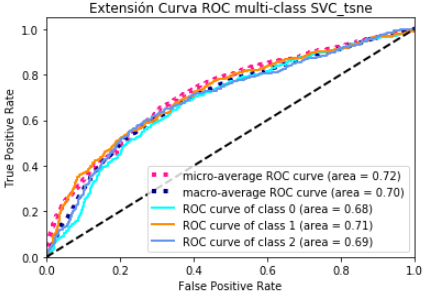 Extensión Curva ROC multi-class SVC_tsne
1.0
0.8
0.6
0.4
0.2
0.0
True Positive Rate
micro-average ROC curve (area = 0.72)
macro-average ROC curve (area = 0.70)
ROC curve of class 0 (area = 0.68)
ROC curve of class 1 (area = 0.71)
ROC curve of class 2 (area = 0.69)
0.0 0.2 0.4 0.6 0.8 1.0
False Positive Rate